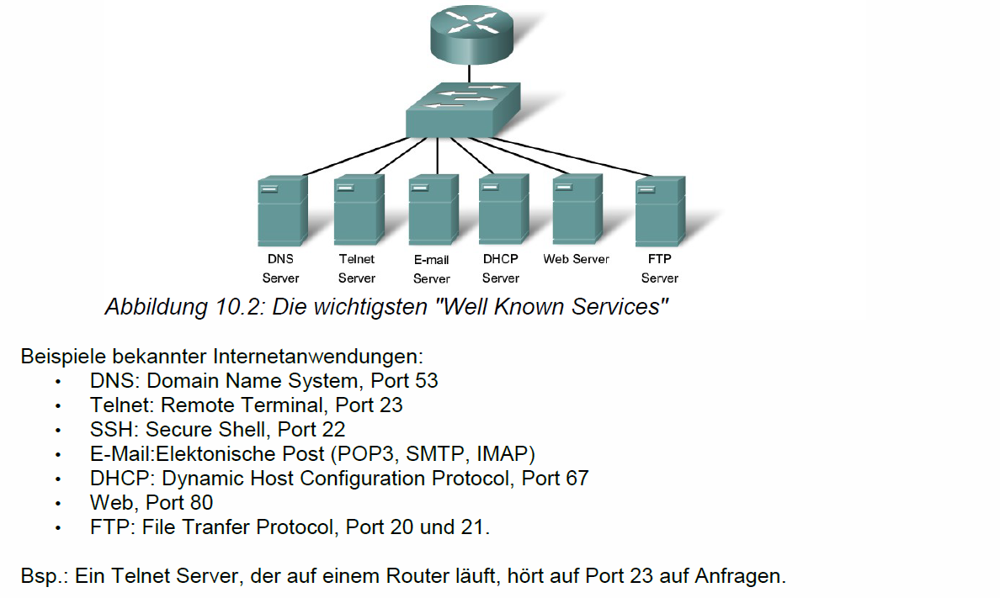 DNS Server
Telnet Server
E-mail Server
DHCP Server
Web Server
FTP Server
Abbildung 10.2: Die wichtigsten "Well Known Services"
Beispiele bekannter Internetanwendungen:
• DNS: Domain Name System, Port 53
• Telnet: Remote Terminal, Port 23
• SSH: Secure Shell, Port 22
• E-Mail:Elektonische Post (POP3, SMTP, IMAP)
• DHCP: Dynamic Host Configuration Protocol, Port 67
• Web, Port 80
• FTP: File Tranfer Protocol, Port 20 und 21.
Bsp.: Ein Telnet Server, der auf einem Router läuft, hört auf Port 23 auf Anfragen.